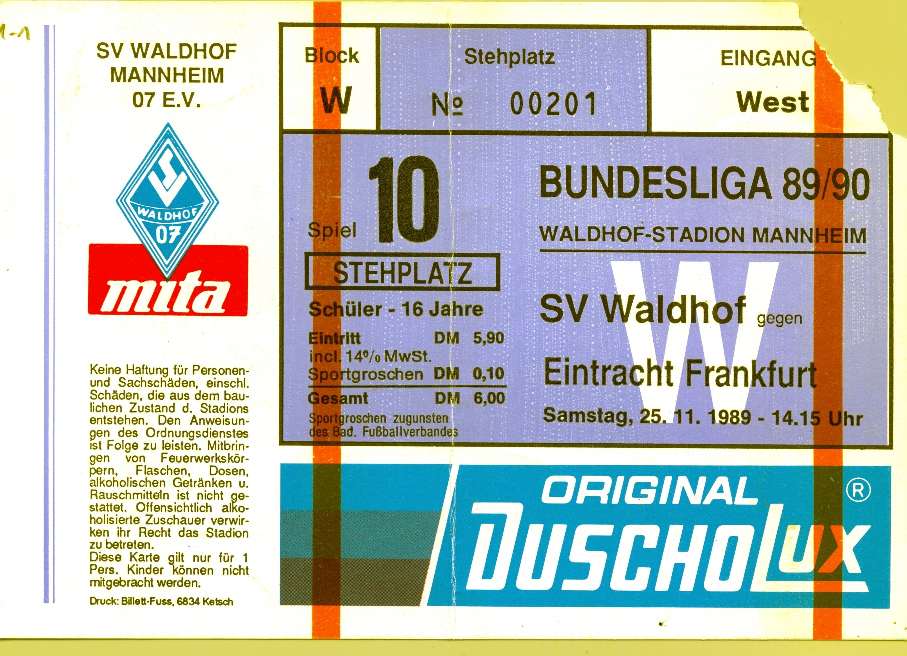 1-1
SV WALDHOF
MANNHEIM
07 E.V.
WALDHOF
07
mita
Keine Haftung für Personen-
und Sachschäden, einschl.
Schäden, die aus dem bau-
lichen Zustand d. Stadions
entstehen. Den Anweisun-
gen des Ordnungsdienstes
ist Folge zu leisten. Mitbrin-
gen von Feuerwerkskör-
pern, Flaschen, Dosen,
alkoholischen Getränken u.
Rauschmitteln ist nicht ge-
stattet. Offensichtlich alko-
holisierte Zuschauer verwir-
ken ihr Recht das Stadion
zu betreten.
Diese Karte gilt nur für 1
Pers. Kinder können nicht
mitgebracht werden.
Druck: Billett-Fuss, 6834 Ketsch
Block
W
Stehplatz
No 00201
EINGANG
West
Spiel 10
STEHPLATZ
Schüler - 16 Jahre
Eintritt DM 5,90
incl. 14% MwSt.
Sportgroschen DM 0,10
Gesamt DM 6,00
Sportgroschen zugunsten
des Bad. Fußballverbandes
BUNDESLIGA 89/90
WALDHOF-STADION MANNHEIM
W
SV Waldhof gegen
Eintracht Frankfurt
Samstag, 25. 11. 1989 - 14.15 Uhr
ORIGINAL ®
DUSCHOLUX